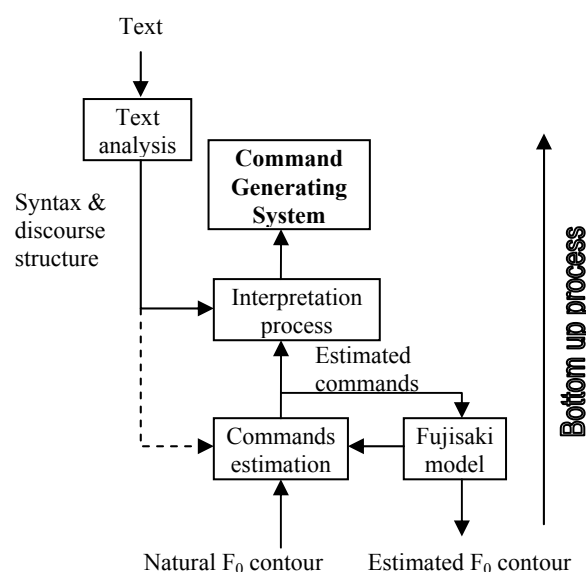 Text
Text
analysis
Command
Generating
System
Syntax &
discourse
structure
Interpretation
process
Estimated
commands
Commands
estimation
Fujisaki
model
Natural F₀ contour
Estimated F₀ contour
Bottom up process